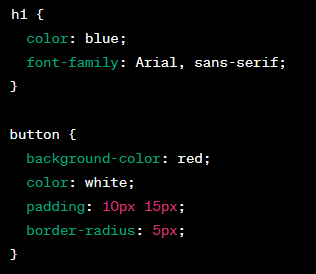 h1 {
  color: blue;
  font-family: Arial, sans-serif;
}

button {
  background-color: red;
  color: white;
  padding: 10px 15px;
  border-radius: 5px;
}